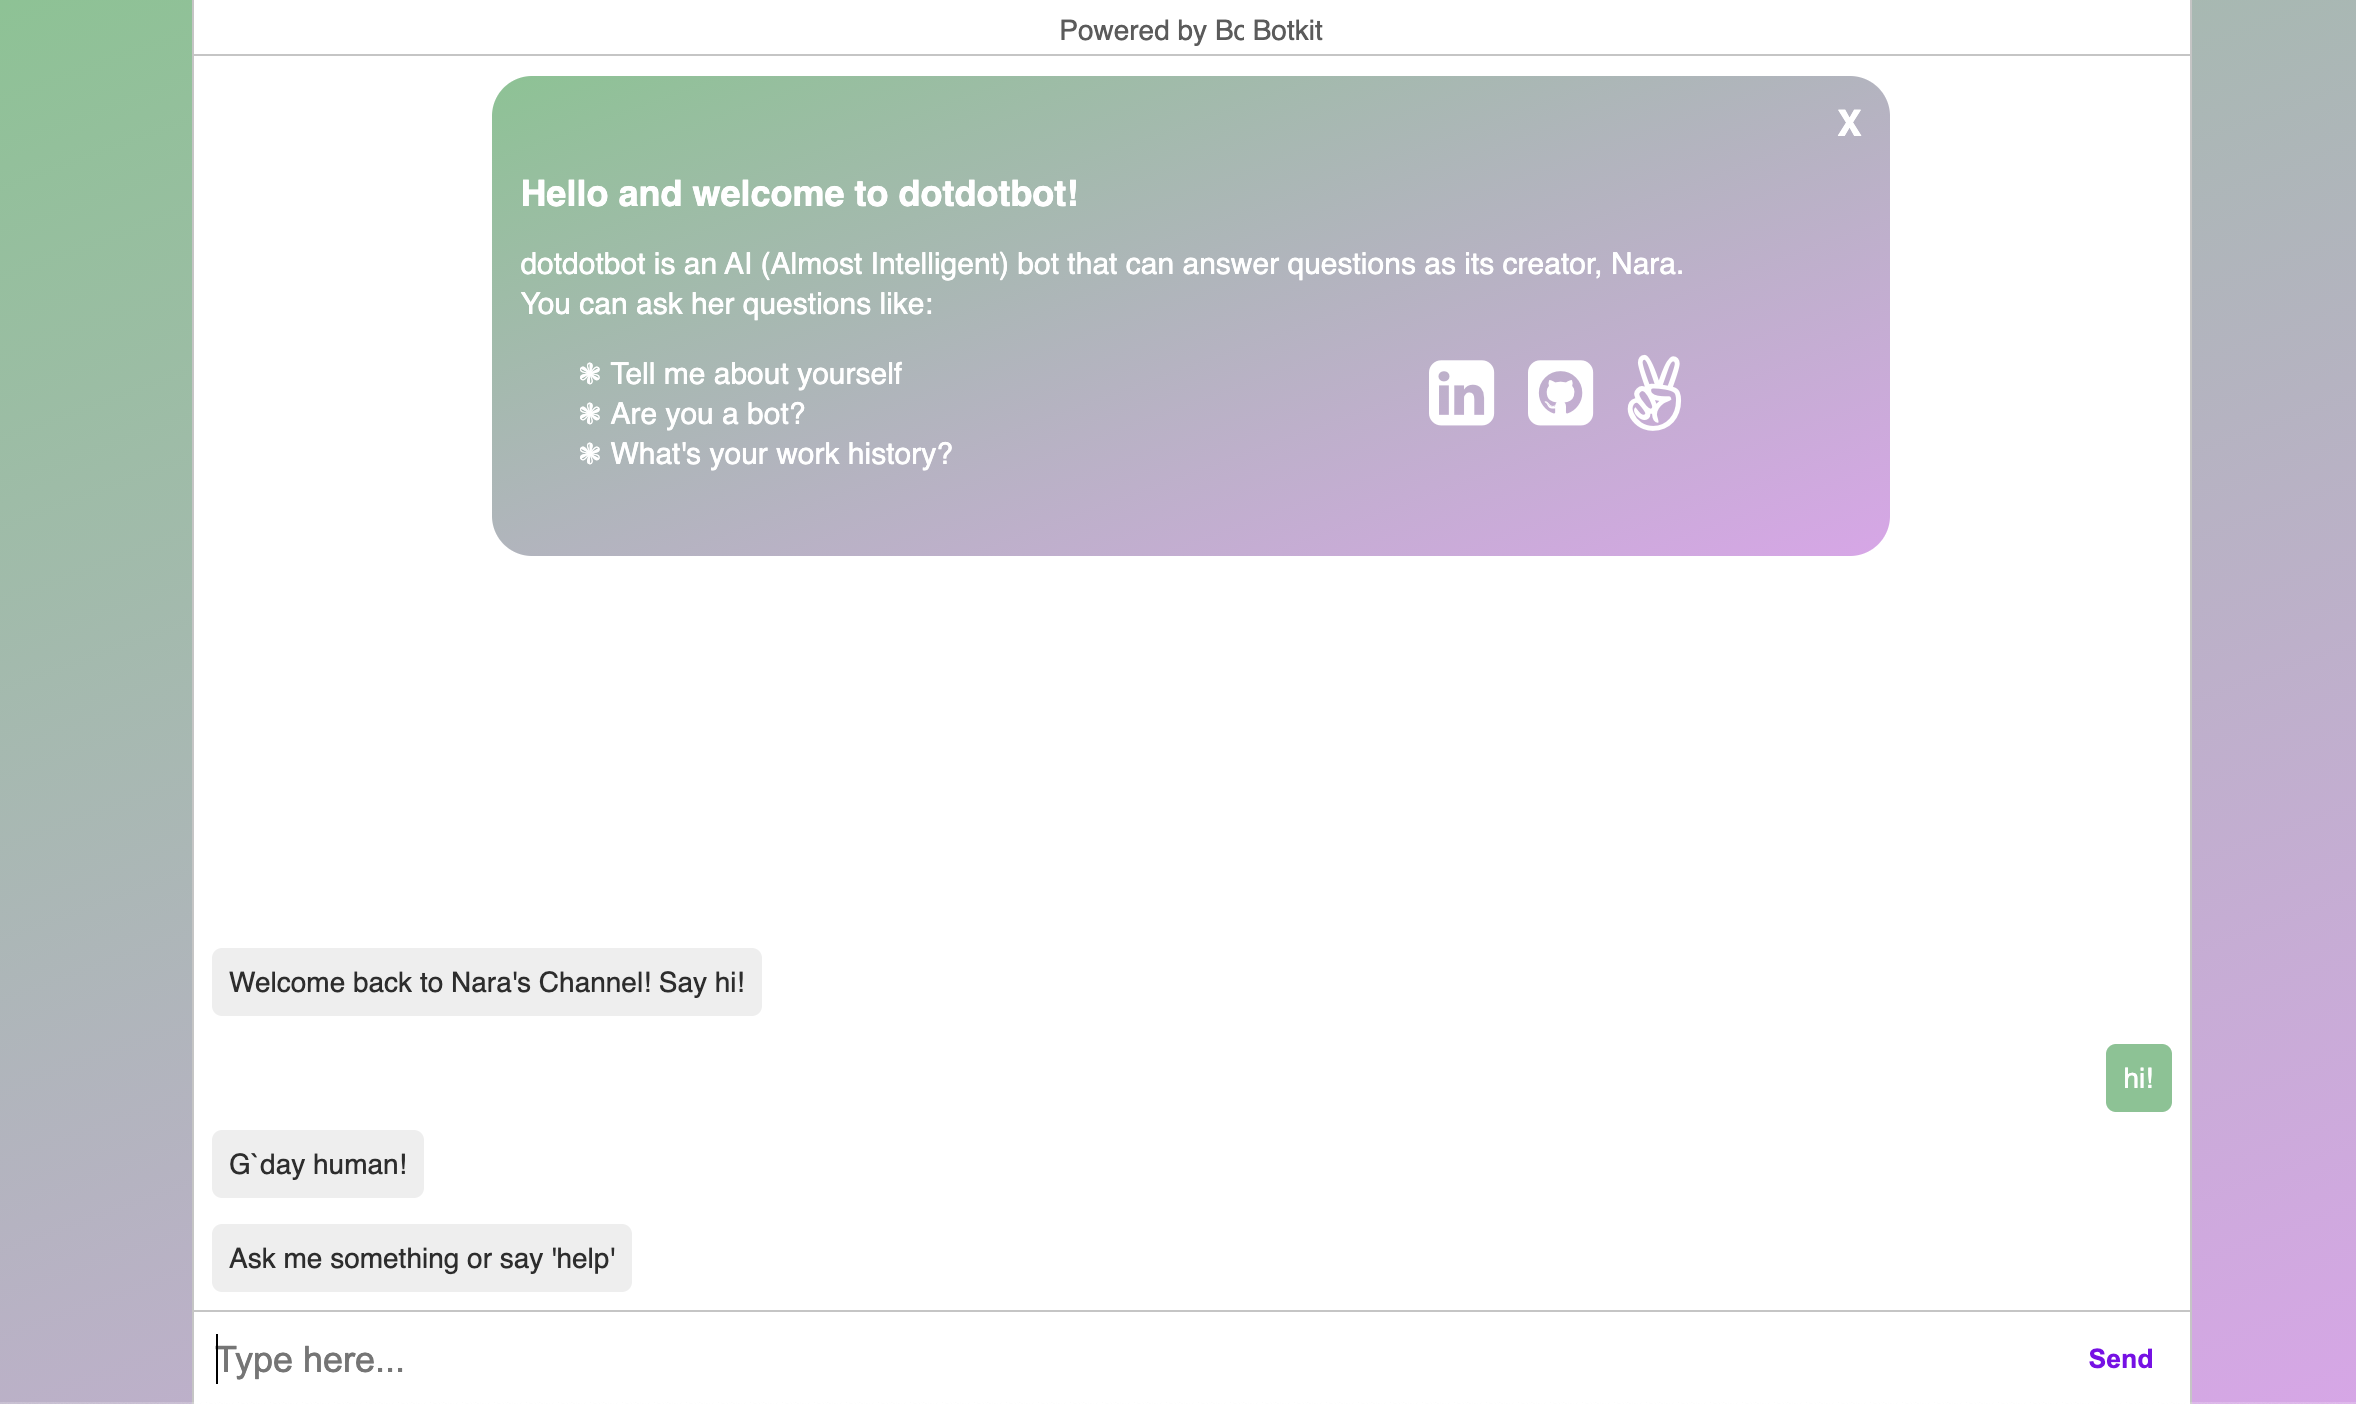 Powered by Bo Botkit
X
Hello and welcome to dotdotbot!
dotdotbot is an AI (Almost Intelligent) bot that can answer questions as its creator, Nara.
You can ask her questions like:
❃ Tell me about yourself
❃ Are you a bot?
❃ What's your work history?
in
Welcome back to Nara's Channel! Say hi!
hi!
G`day human!
Ask me something or say 'help'
Type here...
Send